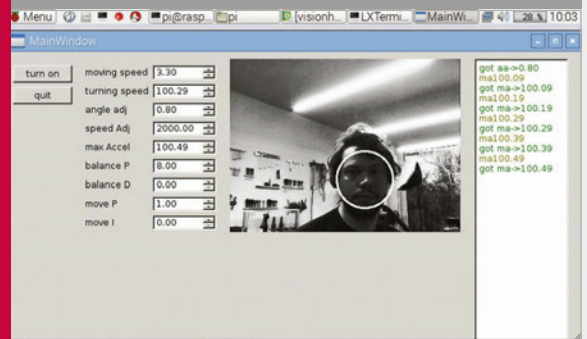 Menu pi@rasp... pi [visionh... LXTermi... MainWi... 28 % 10:03
MainWindow
turn on
quit
moving speed 3.30
turning speed 100.29
angle adj 0.80
speed Adj 2000.00
max Accel 100.49
balance P 8.00
balance D 0.00
move P 1.00
move I 0.00
got aa->0.80
ma100.09
got ma->100.09
ma100.19
got ma->100.19
ma100.29
got ma->100.29
ma100.39
got ma->100.39
ma100.49
got ma->100.49